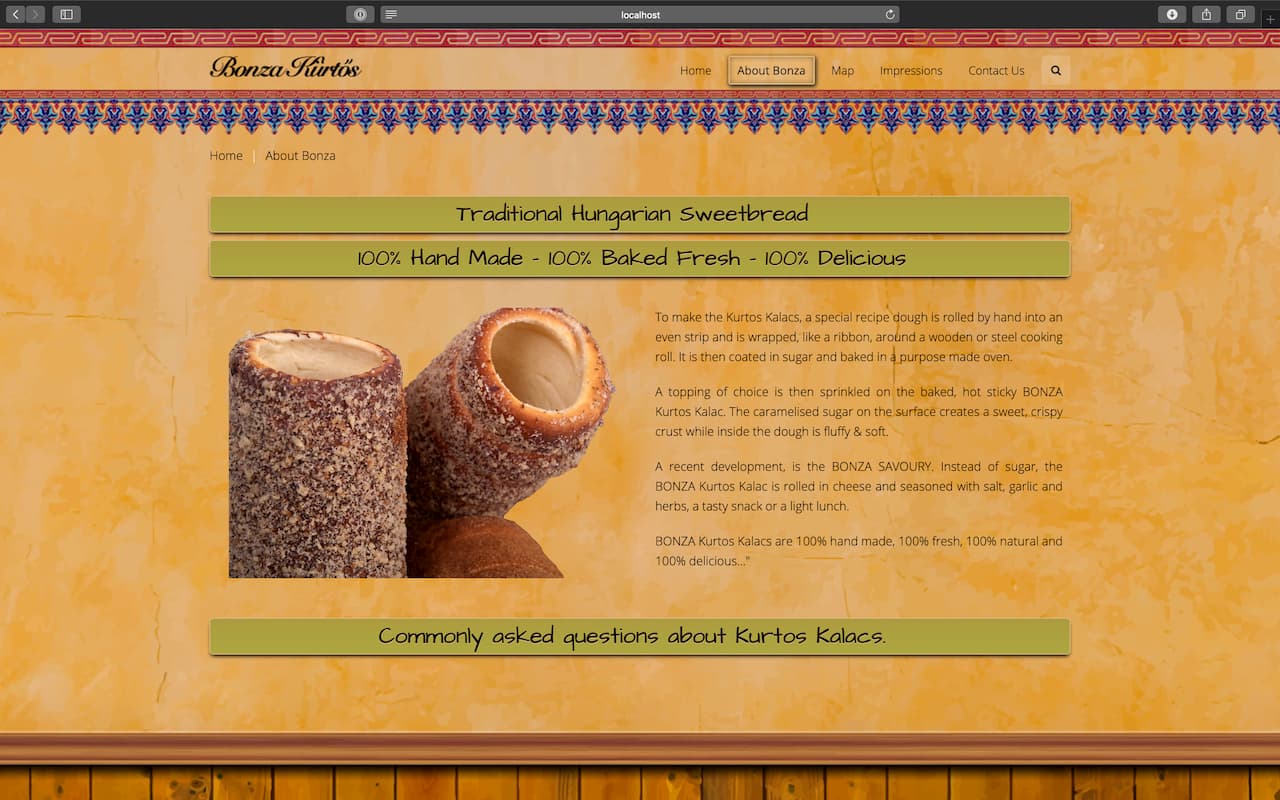 localhost
Bonza Kürtős
Home
About Bonza
Map
Impressions
Contact Us
Home | About Bonza
Traditional Hungarian Sweetbread
100% Hand Made - 100% Baked Fresh - 100% Delicious
To make the Kurtos Kalacs, a special recipe dough is rolled by hand into an
even strip and is wrapped, like a ribbon, around a wooden or steel cooking
roll. It is then coated in sugar and baked in a purpose made oven.
A topping of choice is then sprinkled on the baked, hot sticky BONZA
Kurtos Kalac. The caramelised sugar on the surface creates a sweet, crispy
crust while inside the dough is fluffy & soft.
A recent development, is the BONZA SAVOURY. Instead of sugar, the
BONZA Kurtos Kalac is rolled in cheese and seasoned with salt, garlic and
herbs, a tasty snack or a light lunch.
BONZA Kurtos Kalacs are 100% hand made, 100% fresh, 100% natural and
100% delicious..."
Commonly asked questions about Kurtos Kalacs.